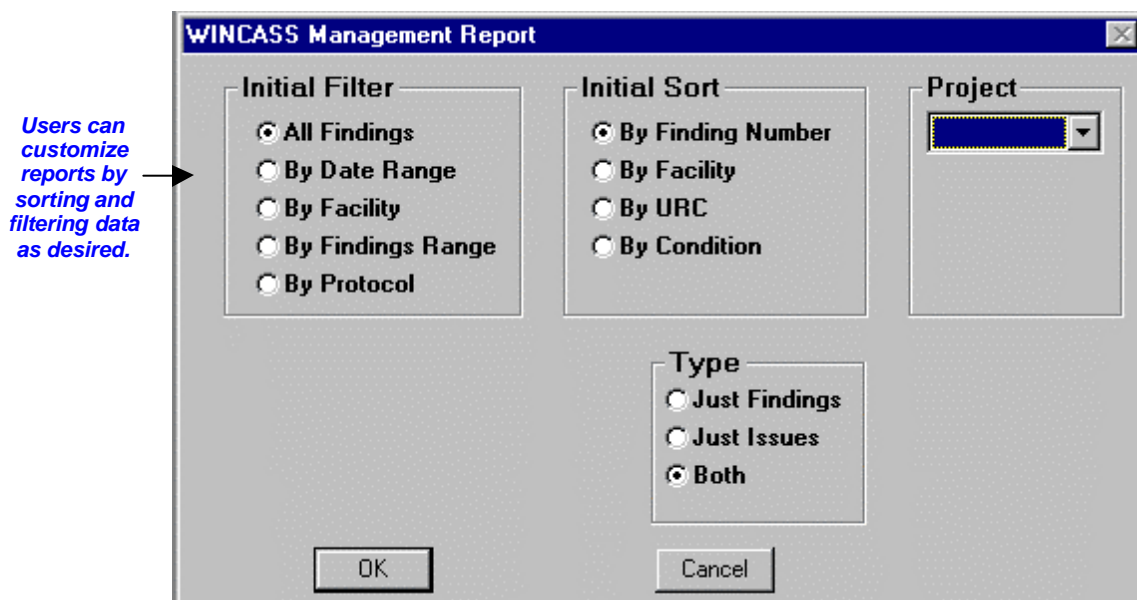 WINCASS Management Report
Users can
customize
reports by
sorting and
filtering data
as desired.
Initial Filter
All Findings
By Date Range
By Facility
By Findings Range
By Protocol
Initial Sort
By Finding Number
By Facility
By URC
By Condition
Project
Type
Just Findings
Just Issues
Both
OK
Cancel